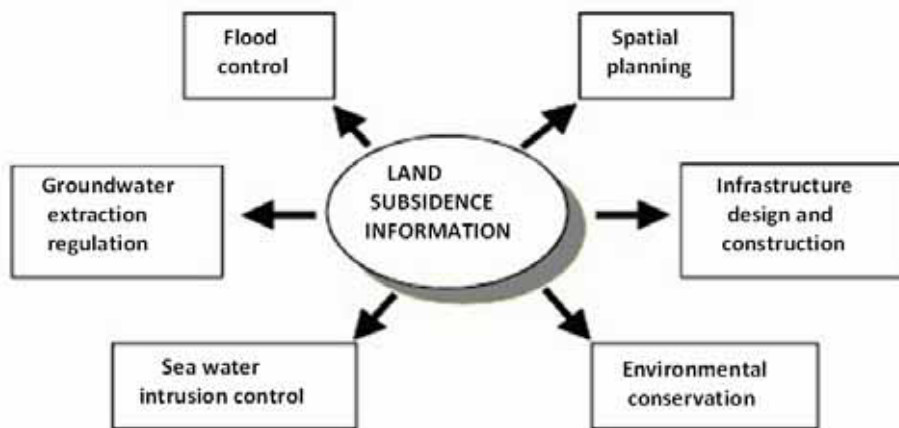 Flood
control
Spatial
planning
LAND
SUBSIDENCE
INFORMATION
Groundwater
extraction
regulation
Infrastructure
design and
construction
Sea water
intrusion control
Environmental
conservation